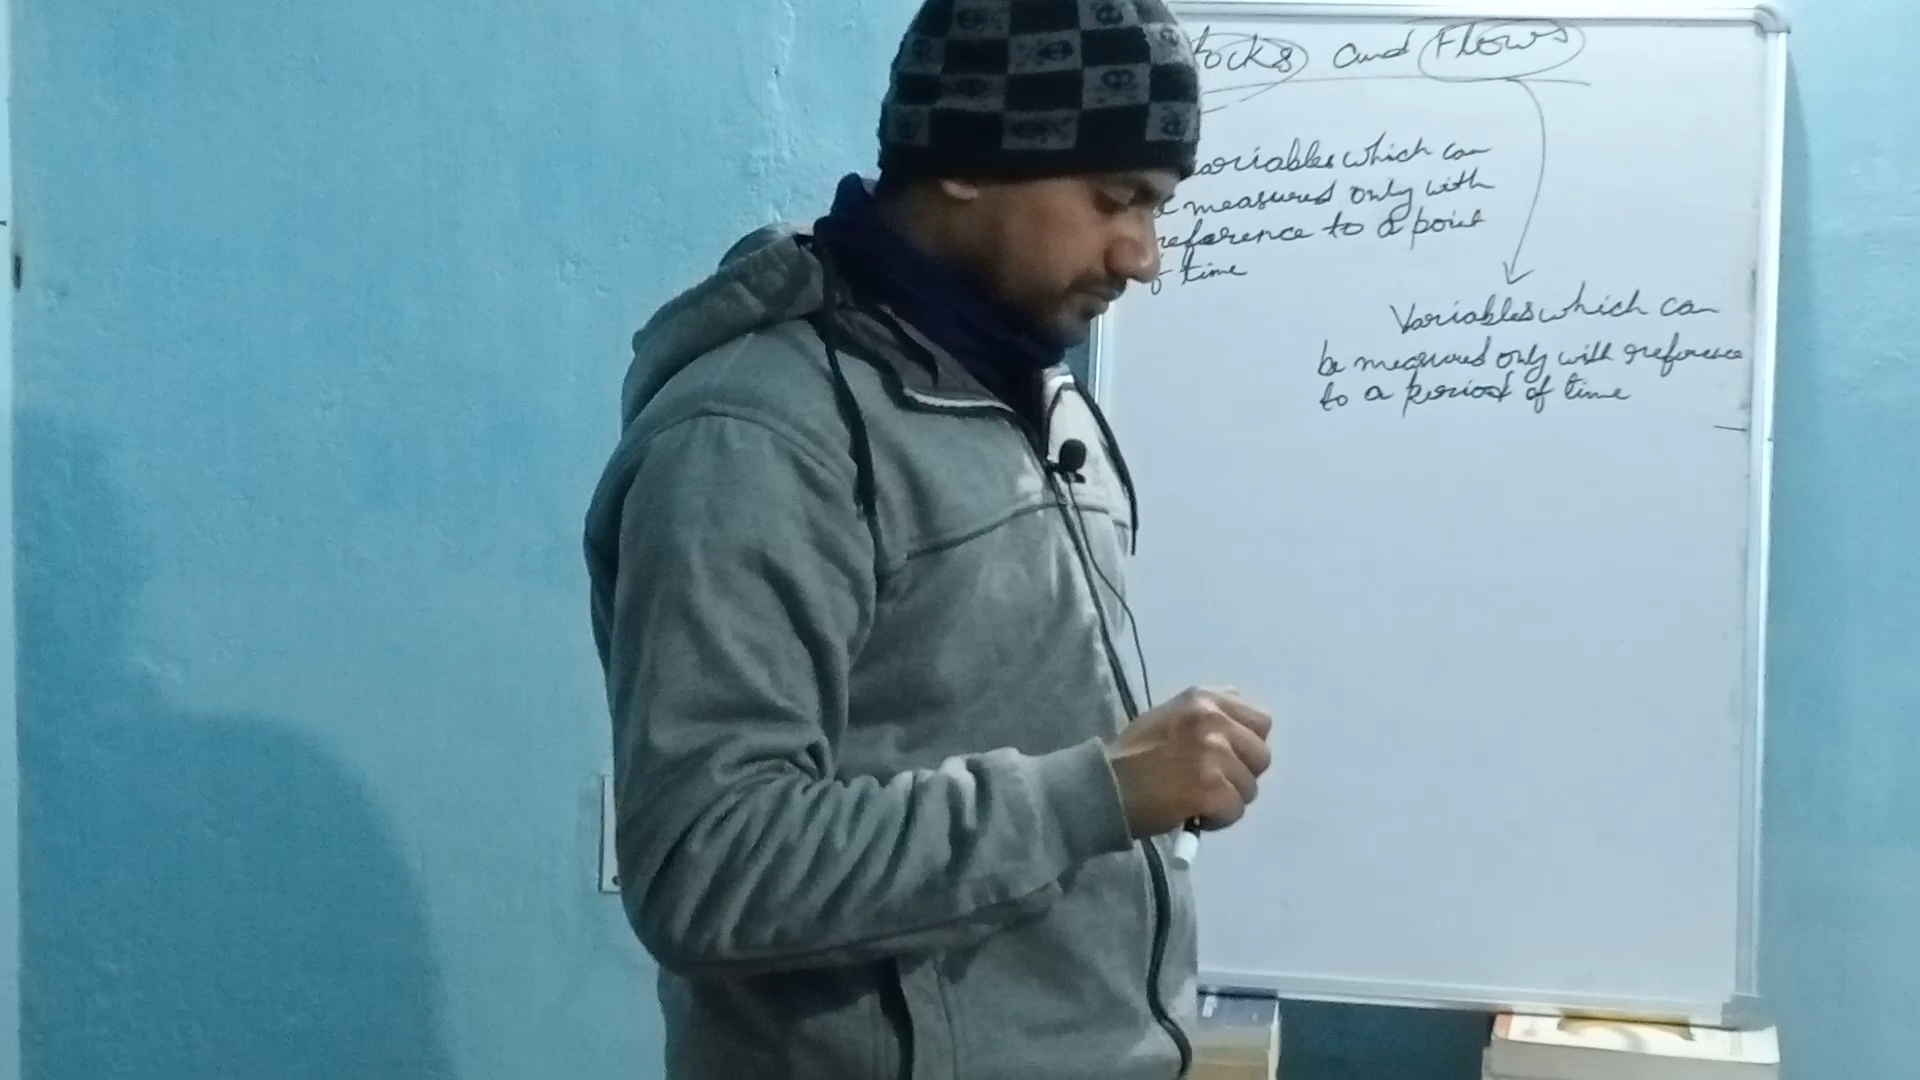 tocks and Flows
variables which can
measured only with
reference to a point
f time
Variables which can
be measured only with reference
to a period of time